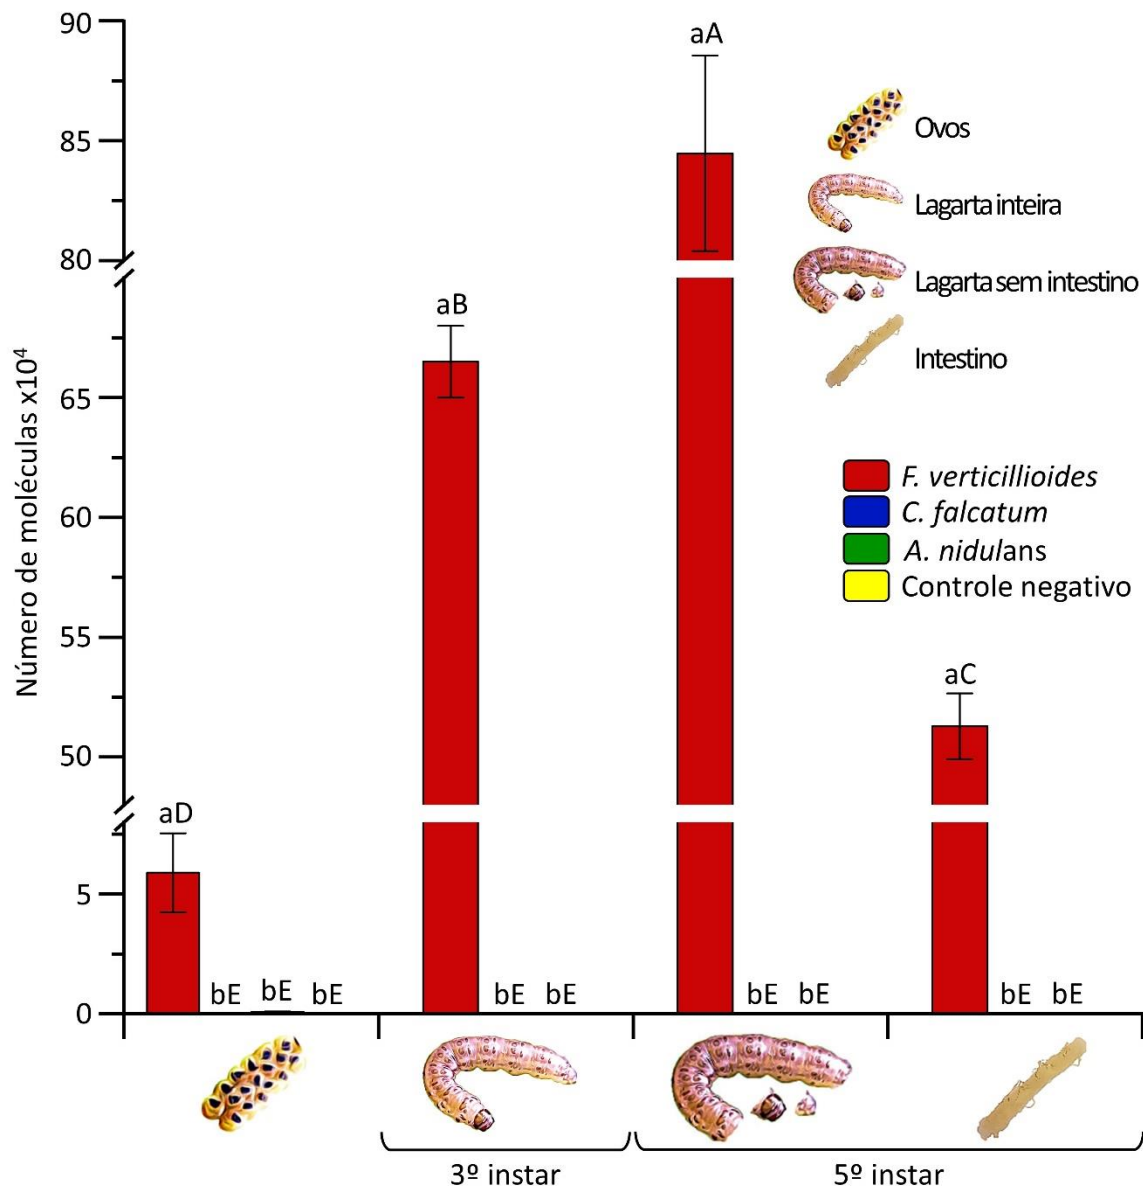 90
85
80
65
60
55
50
5
0
Número de moléculas x10⁴
aA
aB
aC
aD
bE bE bE
bE bE
bE bE
bE bE
Ovos
Lagarta inteira
Lagarta sem intestino
Intestino
F. verticillioides
C. falcatum
A. nidulans
Controle negativo
3º instar
5º instar